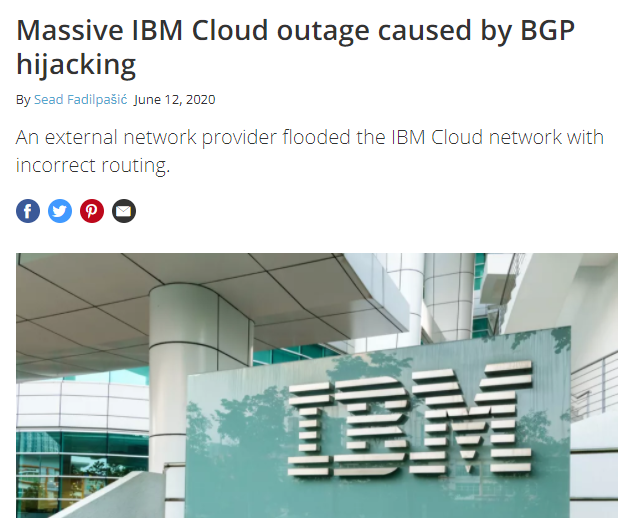 Massive IBM Cloud outage caused by BGP
hijacking
By Sead Fadilpašić June 12, 2020
An external network provider flooded the IBM Cloud network with
incorrect routing.
IBM